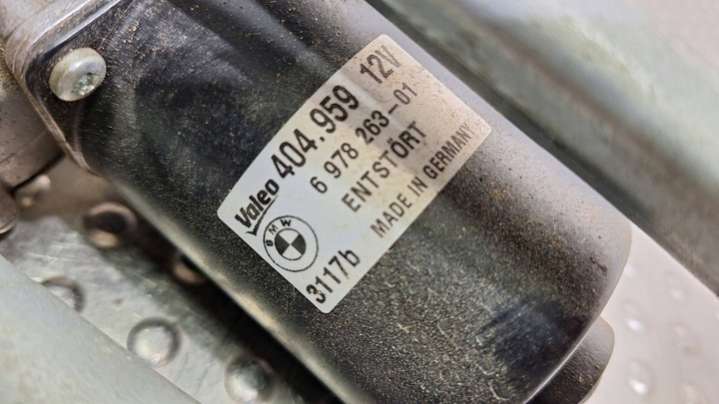 Valeo 404.959 12V
6 978 263-01
ENTSTÖRT
BMW
MADE IN GERMANY
3117b